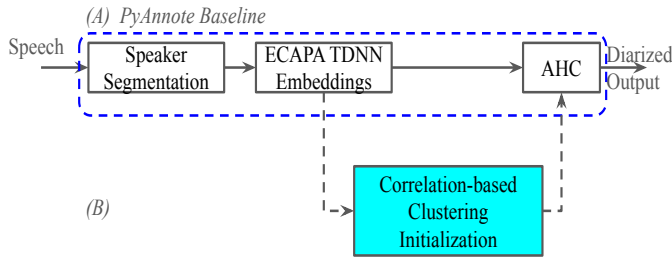 (A) PyAnnote Baseline
Speech
Speaker
Segmentation
ECAPA TDNN
Embeddings
AHC
Diarized
Output
(B)
Correlation-based
Clustering
Initialization